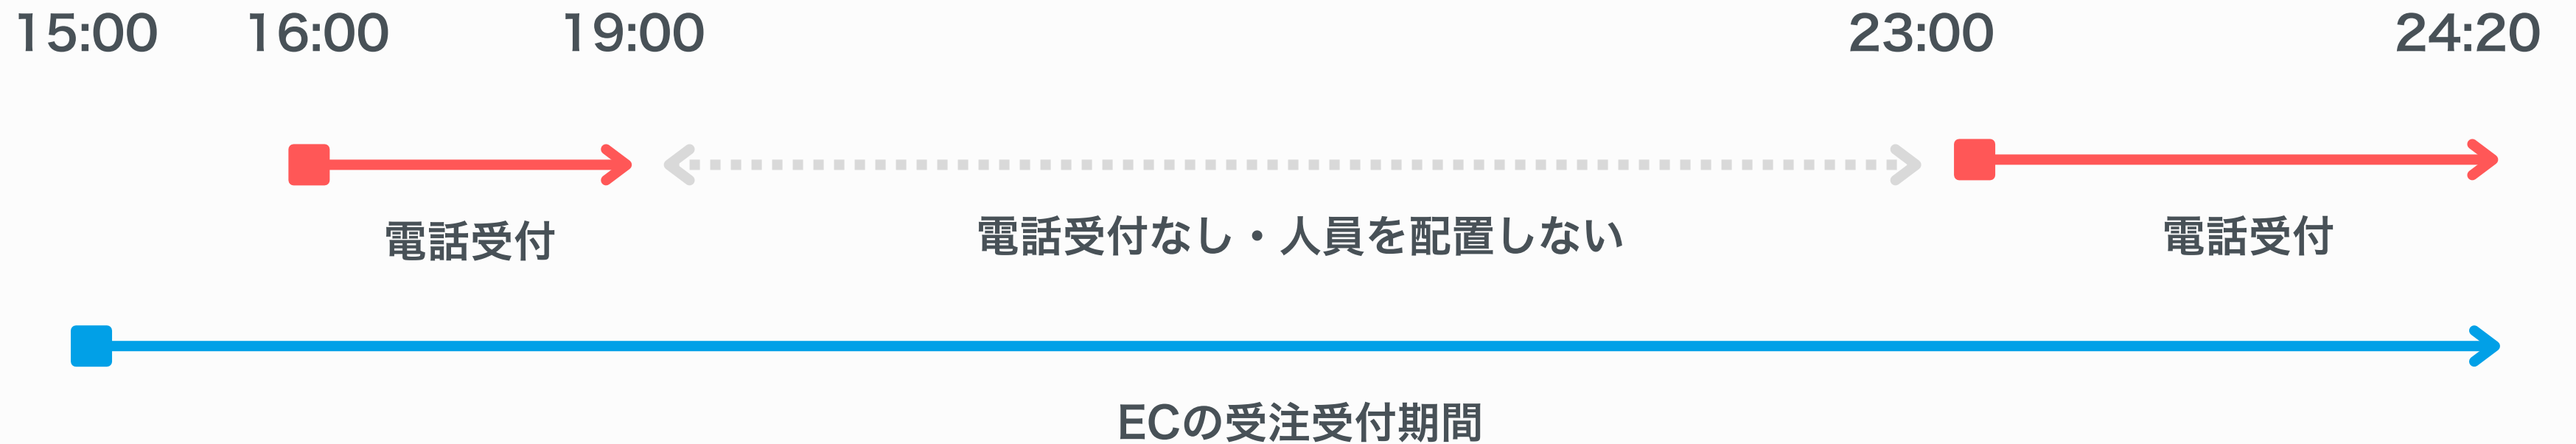 15:00 16:00 19:00 23:00 24:20
電話受付 電話受付なし・人員を配置しない 電話受付
ECの受注受付期間